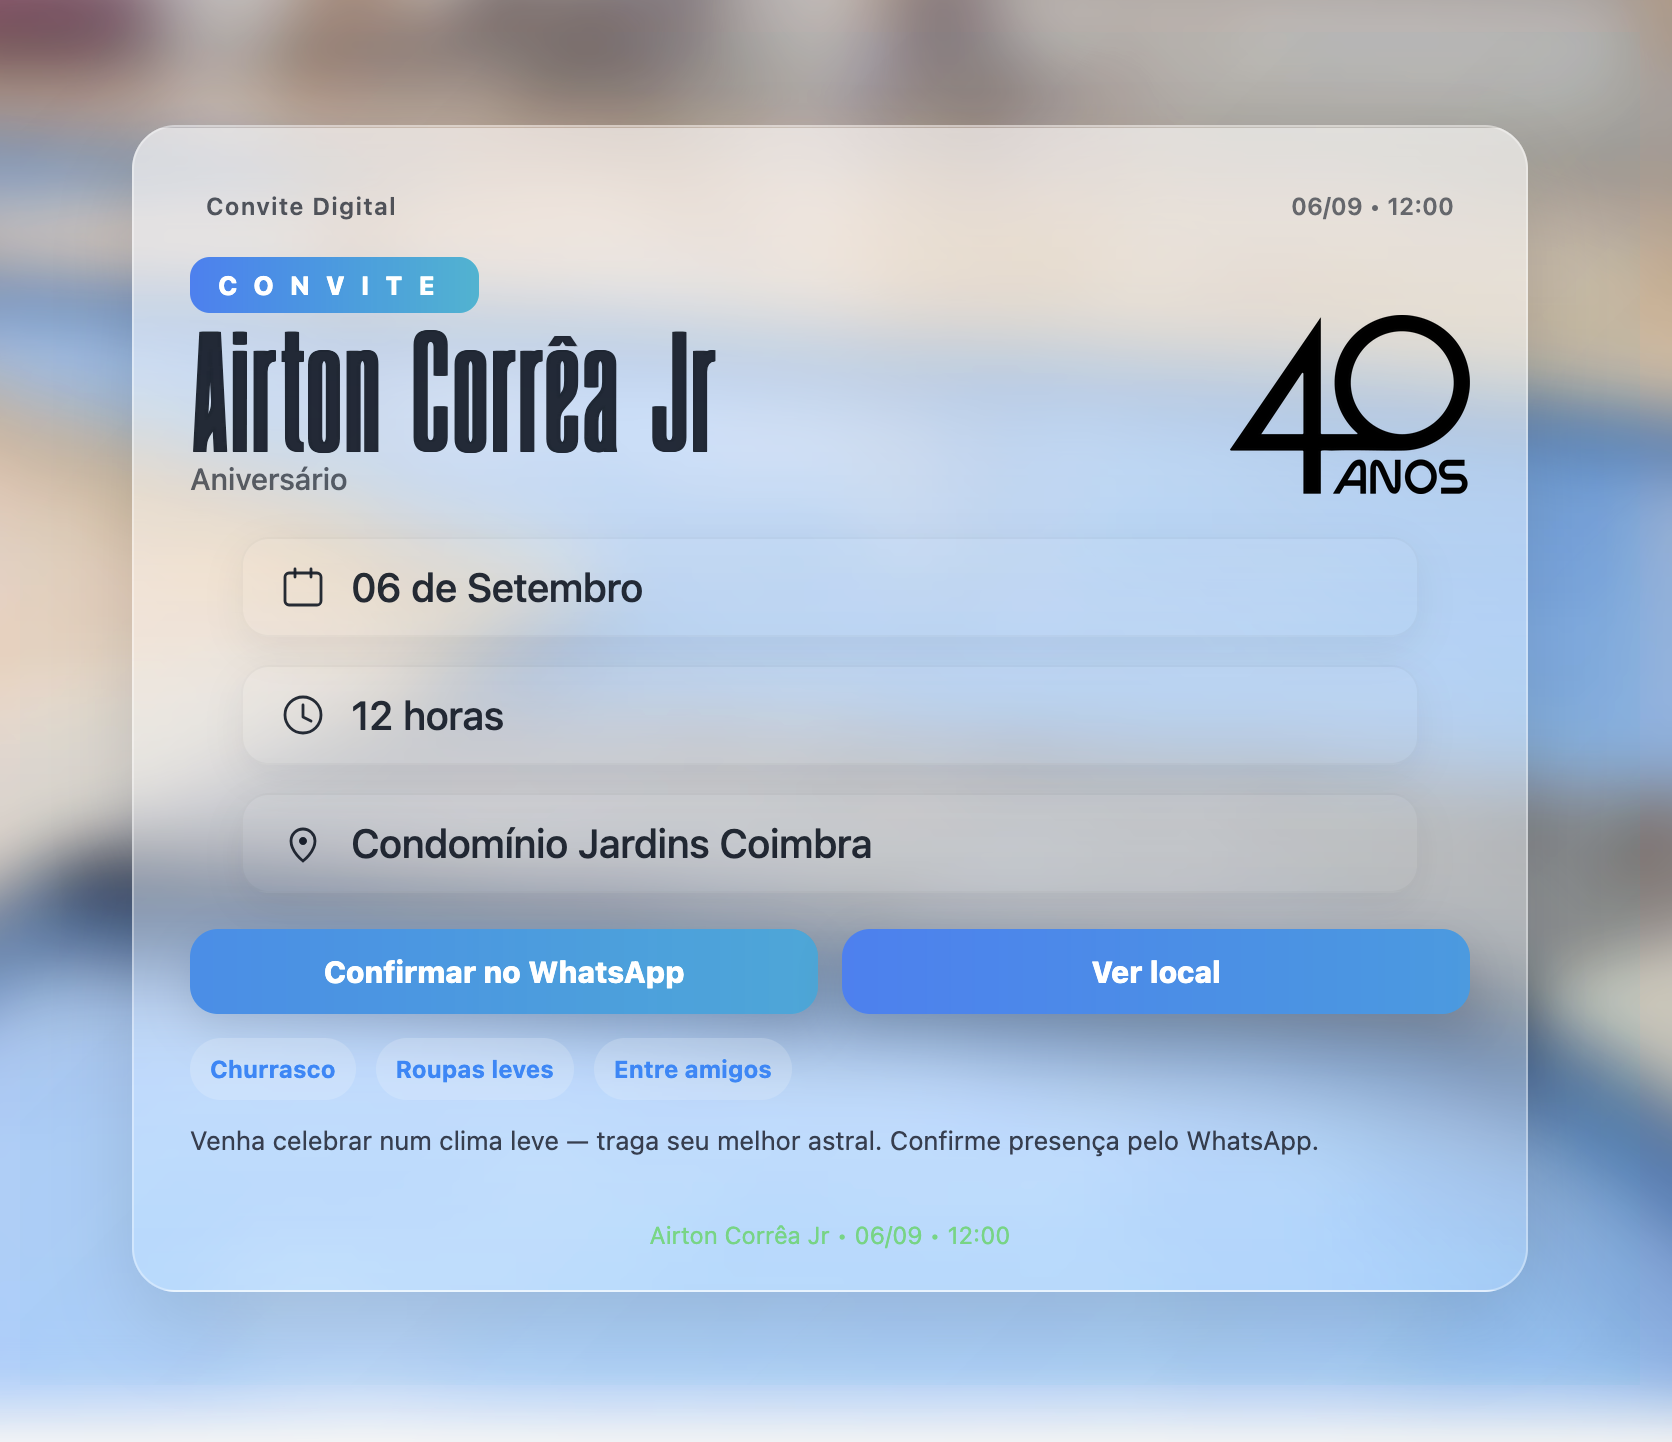 Convite Digital
06/09 • 12:00
CONVITE
Airton Corrêa Jr
Aniversário
40
ANOS
06 de Setembro
12 horas
Condomínio Jardins Coimbra
Confirmar no WhatsApp
Ver local
Churrasco
Roupas leves
Entre amigos
Venha celebrar num clima leve — traga seu melhor astral. Confirme presença pelo WhatsApp.
Airton Corrêa Jr • 06/09 • 12:00